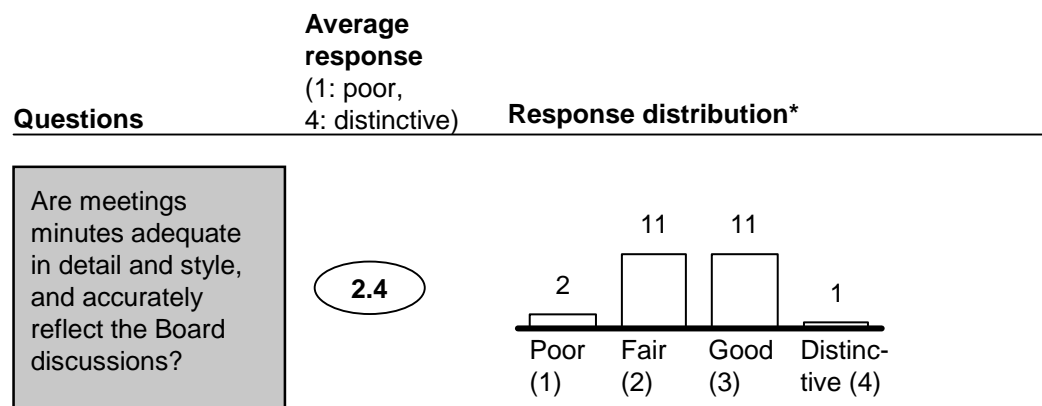 Average
response
(1: poor,
4: distinctive)
Questions
Response distribution*
Are meetings
minutes adequate
in detail and style,
and accurately
reflect the Board
discussions?
2.4
2
11
11
1
Poor
(1)
Fair
(2)
Good
(3)
Distinc-
tive (4)